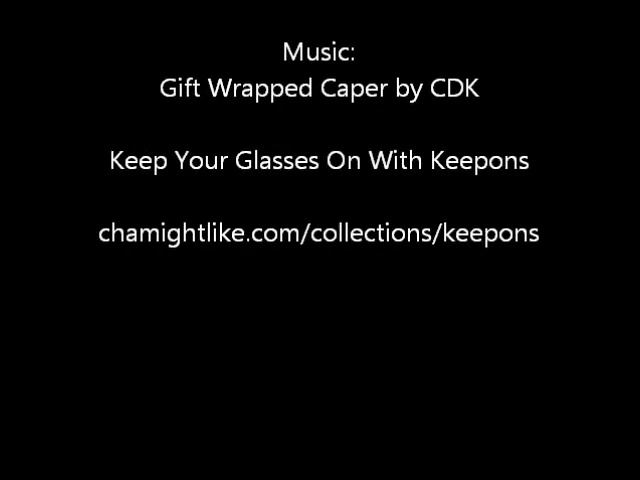 Music:
Gift Wrapped Caper by CDK
Keep Your Glasses On With Keepons
chamightlike.com/collections/keepons